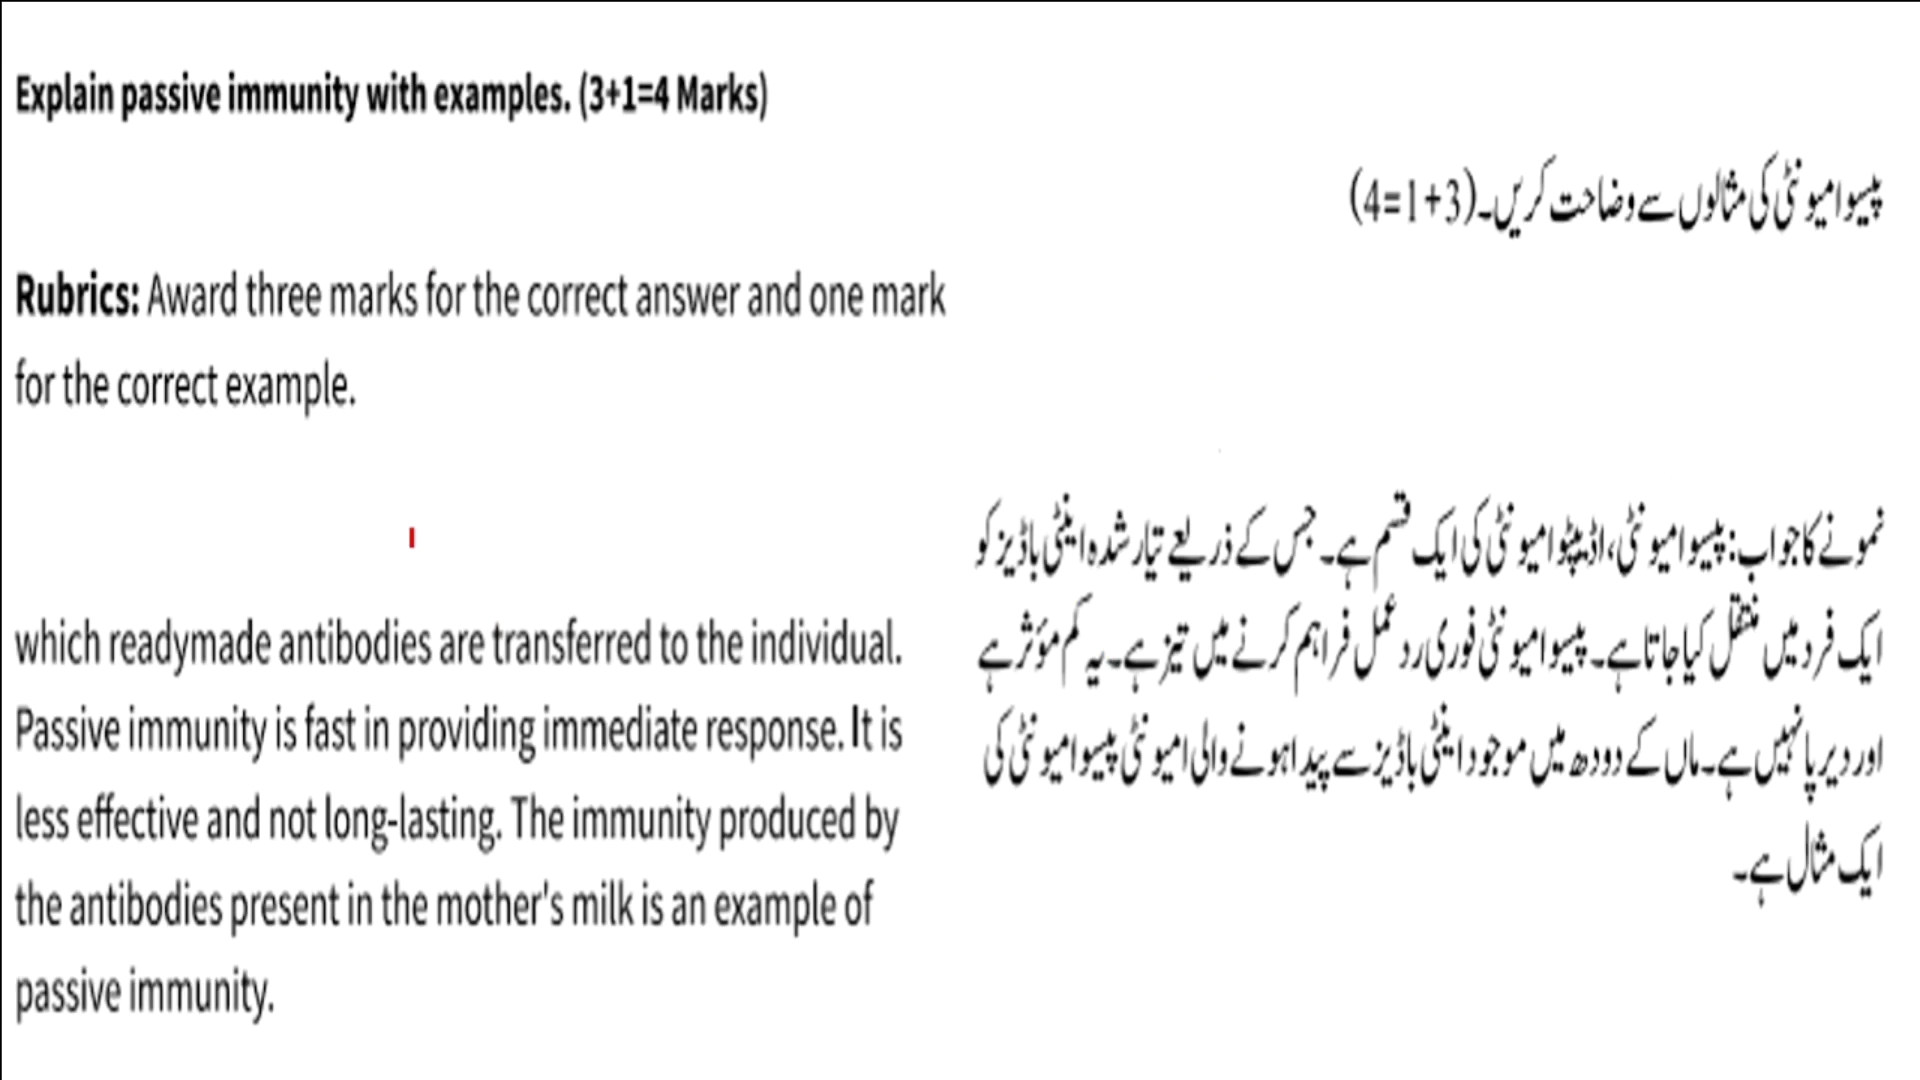 Explain passive immunity with examples. (3+1=4 Marks)
پیسو امیونٹی کی مثالوں سے وضاحت کریں۔ (3+1=4)
Rubrics: Award three marks for the correct answer and one mark
for the correct example.
which readymade antibodies are transferred to the individual.
Passive immunity is fast in providing immediate response. It is
less effective and not long-lasting. The immunity produced by
the antibodies present in the mother's milk is an example of
passive immunity.
نمونے کا جواب: پیسو امیونٹی، اڈیپٹو امیونٹی کی ایک قسم ہے۔ جس کے ذریعے تیار شدہ اینٹی باڈیز کو
ایک فرد میں منتقل کیا جاتا ہے۔ پیسو امیونٹی فوری ردعمل فراہم کرنے میں تیز ہے۔ یہ کم مؤثر ہے
اور دیرپا نہیں ہے۔ ماں کے دودھ میں موجود اینٹی باڈیز سے پیدا ہونے والی امیونٹی پیسو امیونٹی کی
ایک مثال ہے۔